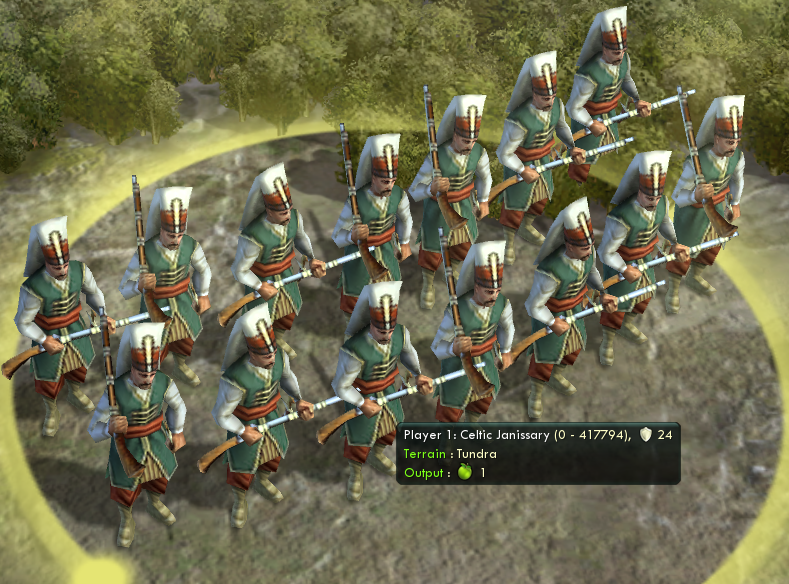 Player 1: Celtic Janissary (0 - 417794), 24
Terrain : Tundra
Output : 1